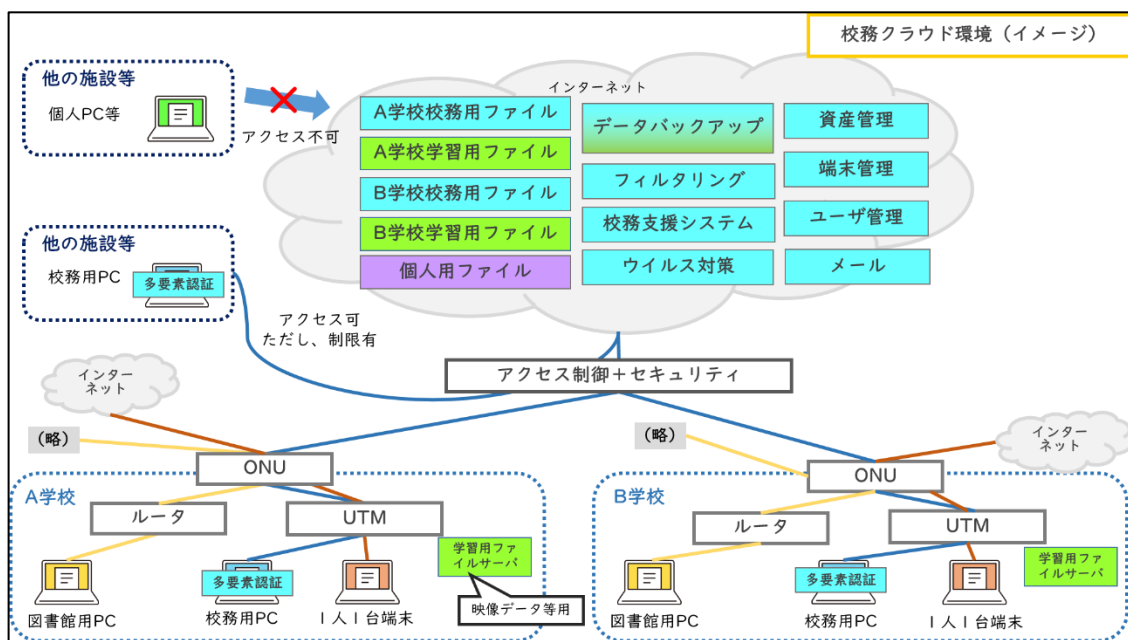 校務クラウド環境（イメージ）
他の施設等
個人PC等
アクセス不可
インターネット
A学校校務用ファイル
A学校学習用ファイル
B学校校務用ファイル
B学校学習用ファイル
個人用ファイル
データバックアップ
フィルタリング
校務支援システム
ウイルス対策
資産管理
端末管理
ユーザ管理
メール
他の施設等
校務用PC
多要素認証
アクセス可
ただし、制限有
アクセス制御＋セキュリティ
インター
ネット
（略）
ONU
A学校
ルータ
UTM
学習用ファ
イルサーバ
映像データ等用
多要素認証
図書館用PC
校務用PC
1人1台端末
（略）
インター
ネット
ONU
B学校
ルータ
UTM
学習用ファ
イルサーバ
多要素認証
図書館用PC
校務用PC
1人1台端末